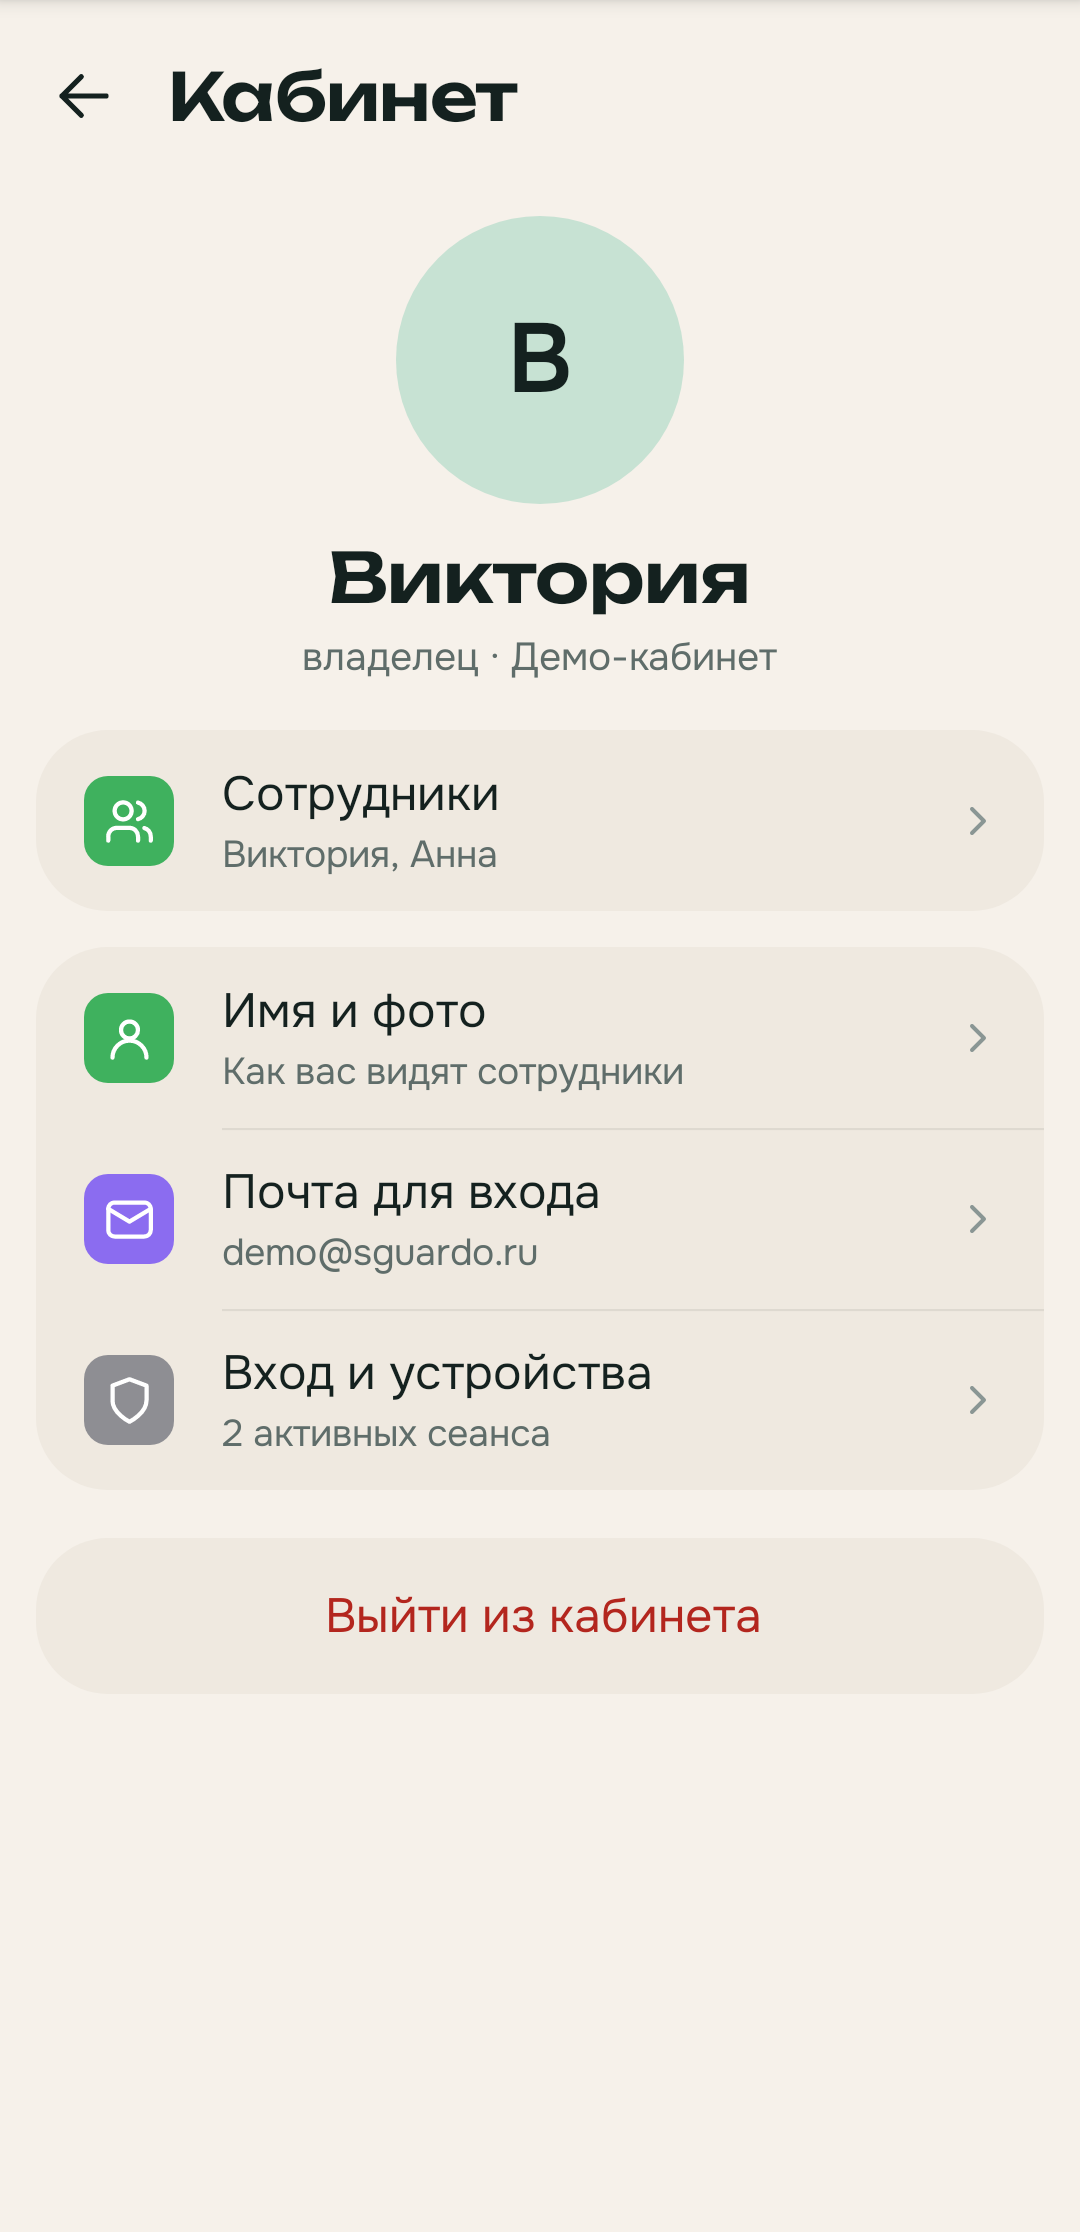 Кабинет
В
Виктория
владелец · Демо-кабинет
Сотрудники
Виктория, Анна
Имя и фото
Как вас видят сотрудники
Почта для входа
demo@sguardo.ru
Вход и устройства
2 активных сеанса
Выйти из кабинета